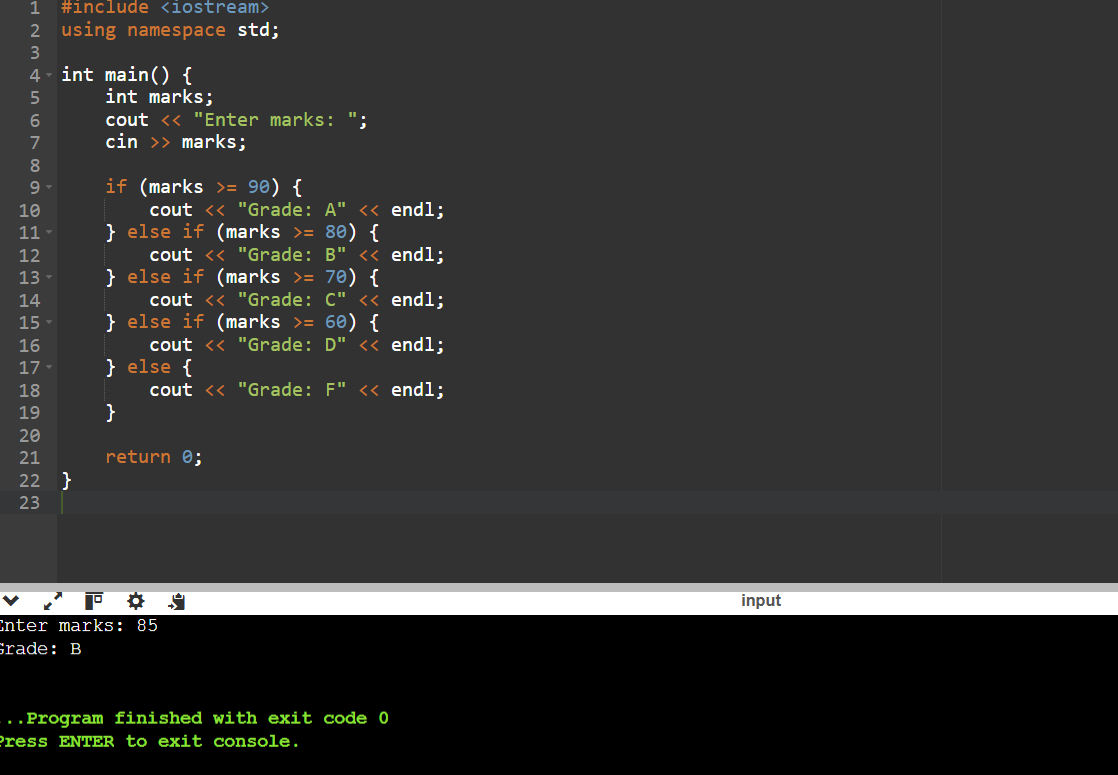 1 #include <iostream>
2 using namespace std;
3
4 int main() {
5     int marks;
6     cout << "Enter marks: ";
7     cin >> marks;
8
9     if (marks >= 90) {
10         cout << "Grade: A" << endl;
11     } else if (marks >= 80) {
12         cout << "Grade: B" << endl;
13     } else if (marks >= 70) {
14         cout << "Grade: C" << endl;
15     } else if (marks >= 60) {
16         cout << "Grade: D" << endl;
17     } else {
18         cout << "Grade: F" << endl;
19     }
20
21     return 0;
22 }
23
input
Enter marks: 85
Grade: B
...Program finished with exit code 0
Press ENTER to exit console.